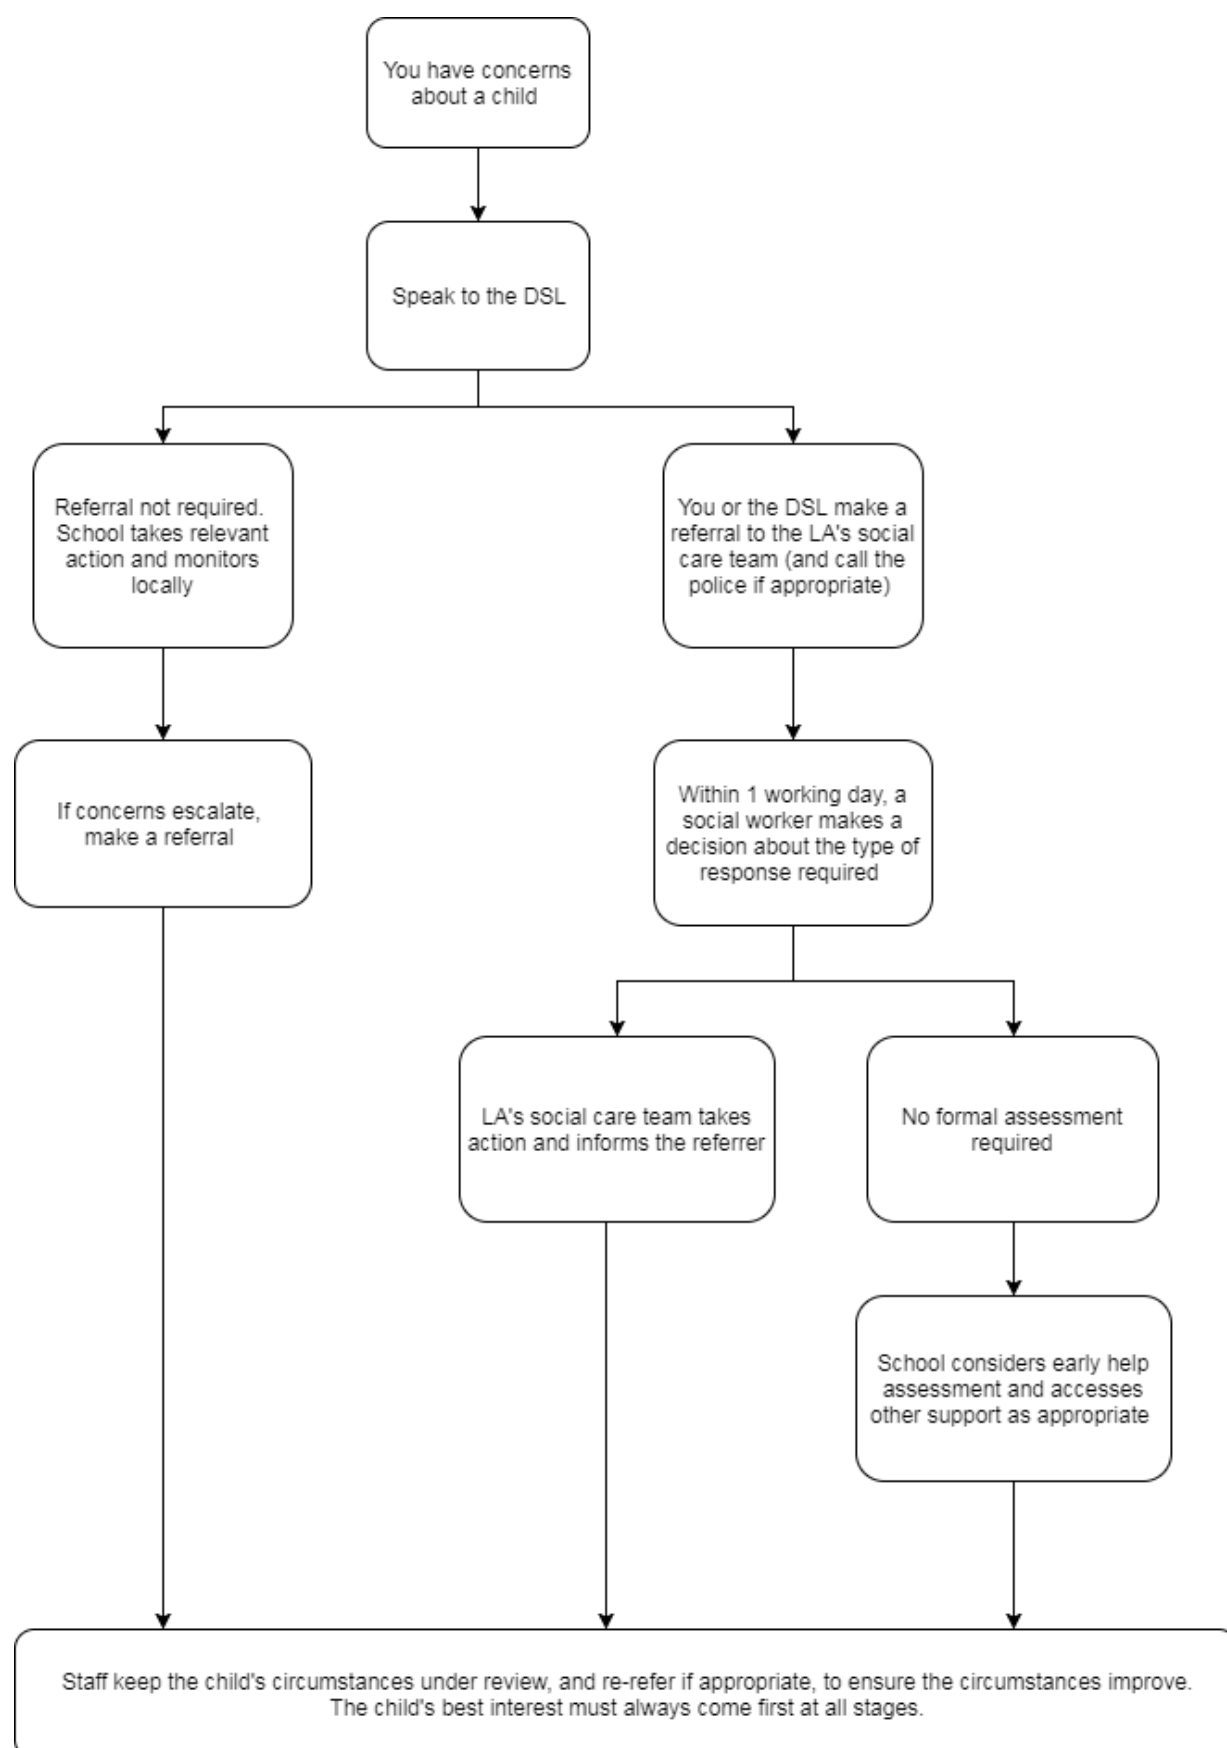 You have concerns
about a child
Speak to the DSL
Referral not required.
School takes relevant
action and monitors
locally
You or the DSL make a
referral to the LA's social
care team (and call the
police if appropriate)
If concerns escalate,
make a referral
Within 1 working day, a
social worker makes a
decision about the type of
response required
LA's social care team takes
action and informs the referrer
No formal assessment
required
School considers early help
assessment and accesses
other support as appropriate
Staff keep the child's circumstances under review, and re-refer if appropriate, to ensure the circumstances improve.
The child's best interest must always come first at all stages.